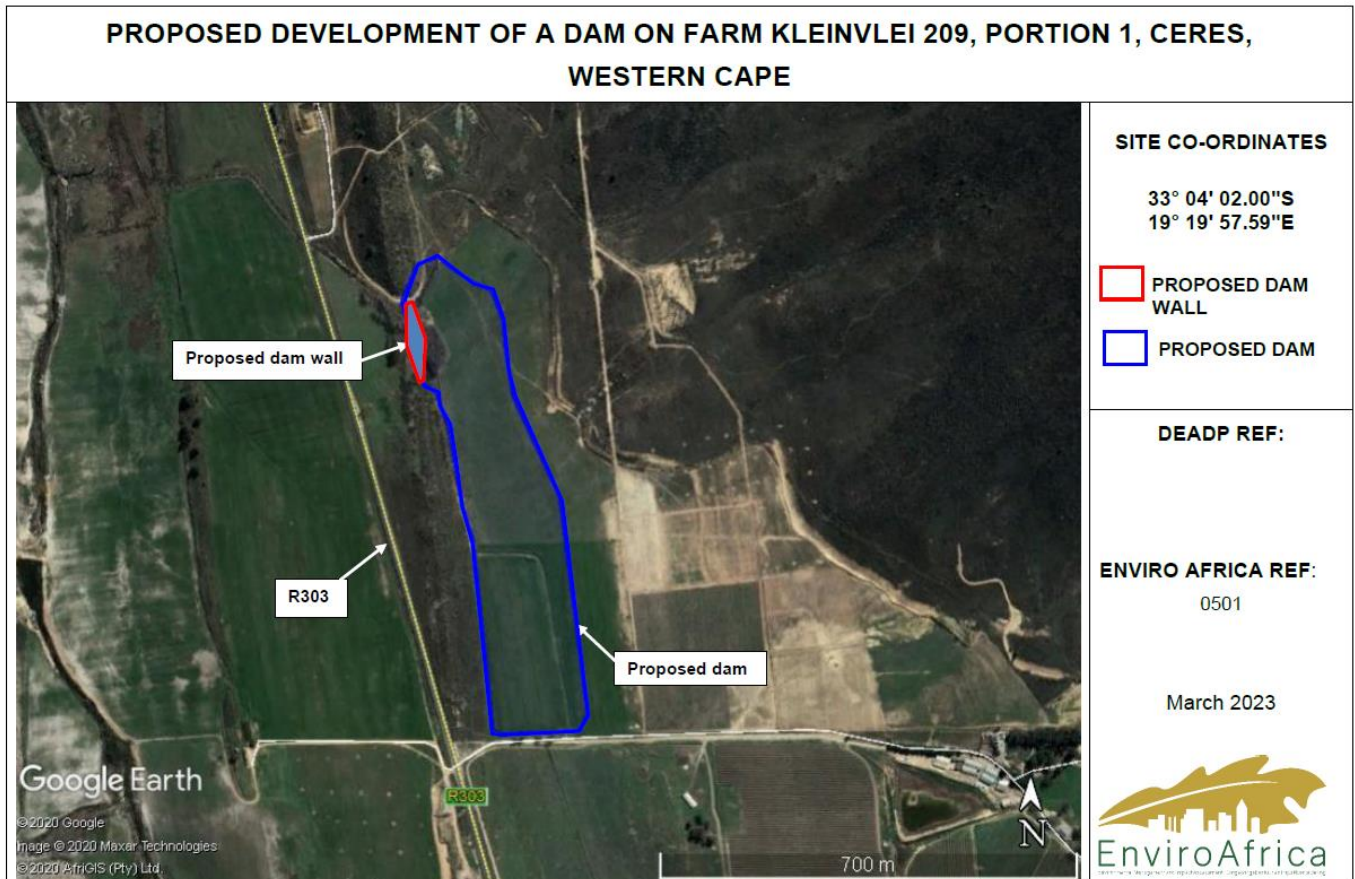 PROPOSED DEVELOPMENT OF A DAM ON FARM KLEINVLEI 209, PORTION 1, CERES,
WESTERN CAPE
Proposed dam wall
R303
Proposed dam
R303
Google Earth
©2020 Google
Image © 2020 Maxar Technologies
©2020 AfriGIS (Pty) Ltd.
700 m
N
SITE CO-ORDINATES
33° 04' 02.00"S
19° 19' 57.59"E
PROPOSED DAM
WALL
PROPOSED DAM
DEADP REF:
ENVIRO AFRICA REF:
0501
March 2023
EnviroAfrica